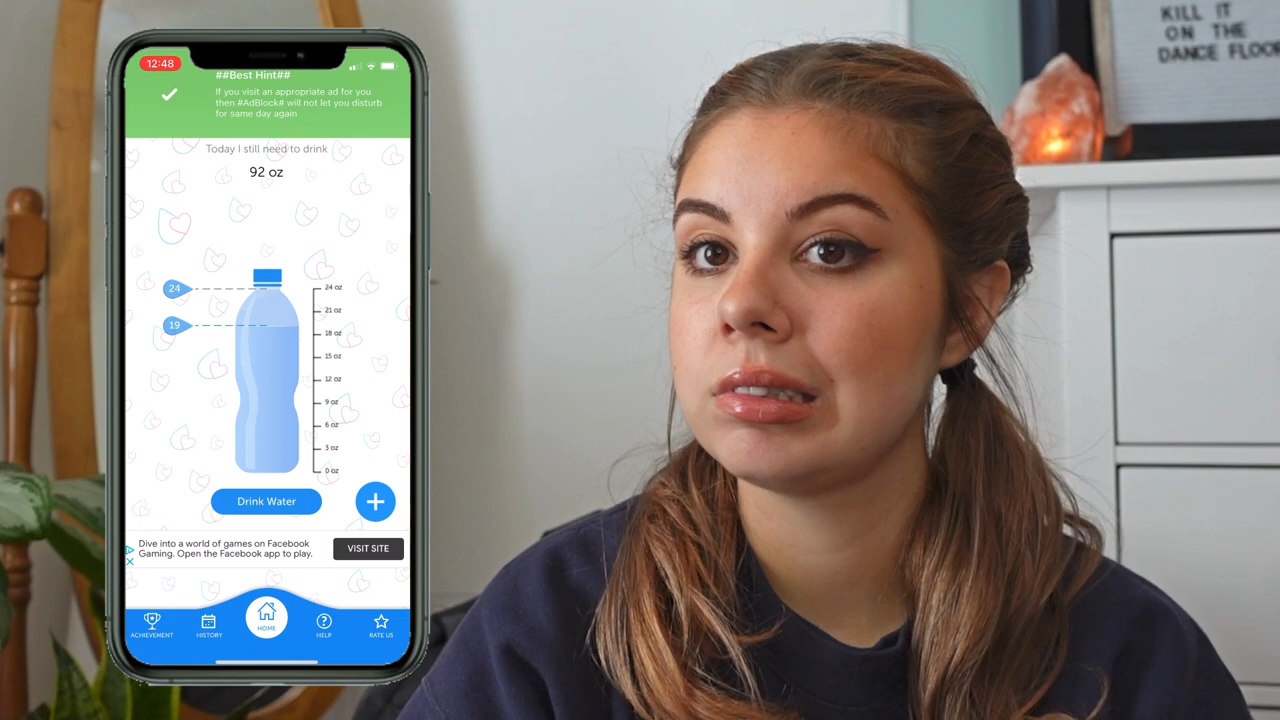 12:48
##Best Hint##
If you visit an appropriate ad for you
then #AdBlock# will not let you disturb
for same day again
Today I still need to drink
92 oz
24
19
24 oz
21 oz
18 oz
15 oz
12 oz
9 oz
6 oz
3 oz
0 oz
Drink Water
Dive into a world of games on Facebook
Gaming. Open the Facebook app to play.
VISIT SITE
ACHIEVEMENT
HISTORY
HOME
HELP
RATE US
KILL IT
ON THE
DANCE FLOO